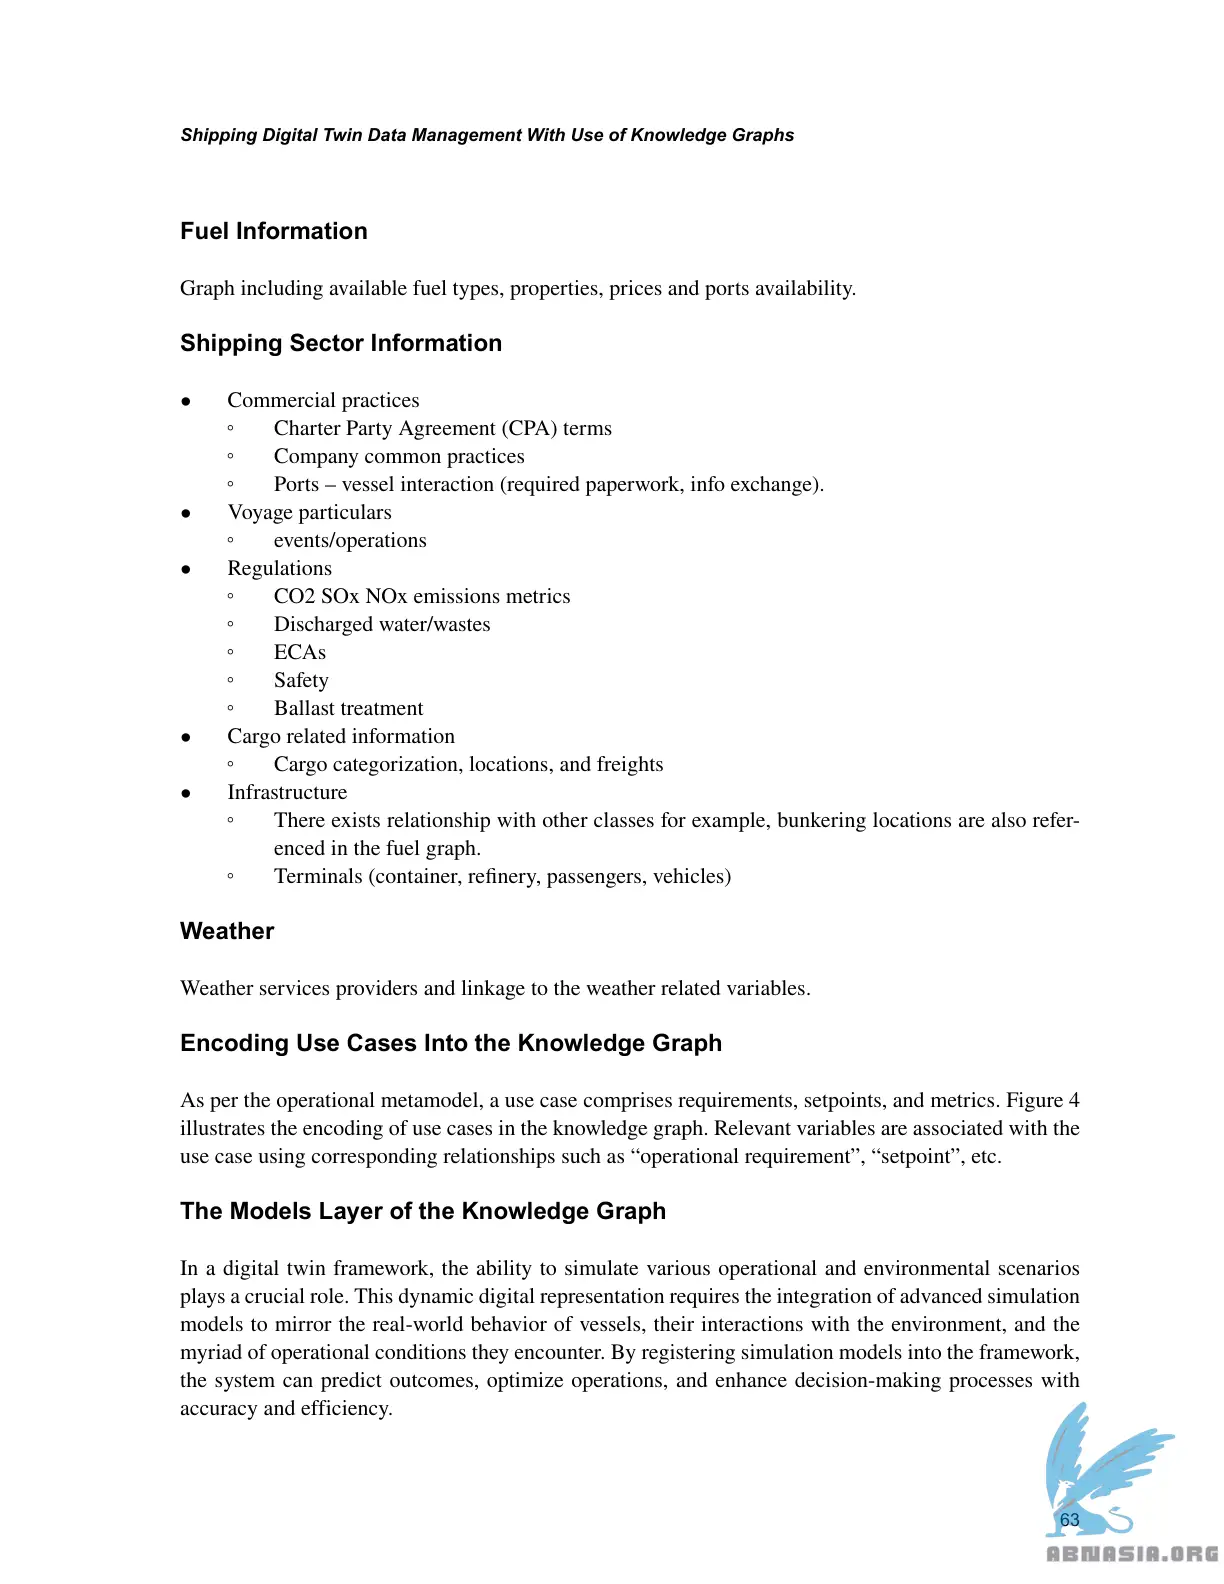 Shipping Digital Twin Data Management With Use of Knowledge Graphs
Fuel Information
Graph including available fuel types, properties, prices and ports availability.
Shipping Sector Information
● Commercial practices
◦ Charter Party Agreement (CPA) terms
◦ Company common practices
◦ Ports – vessel interaction (required paperwork, info exchange).
● Voyage particulars
◦ events/operations
● Regulations
◦ CO2 SOx NOx emissions metrics
◦ Discharged water/wastes
◦ ECAs
◦ Safety
◦ Ballast treatment
● Cargo related information
◦ Cargo categorization, locations, and freights
● Infrastructure
◦ There exists relationship with other classes for example, bunkering locations are also refer-
enced in the fuel graph.
◦ Terminals (container, refinery, passengers, vehicles)
Weather
Weather services providers and linkage to the weather related variables.
Encoding Use Cases Into the Knowledge Graph
As per the operational metamodel, a use case comprises requirements, setpoints, and metrics. Figure 4
illustrates the encoding of use cases in the knowledge graph. Relevant variables are associated with the
use case using corresponding relationships such as “operational requirement”, “setpoint”, etc.
The Models Layer of the Knowledge Graph
In a digital twin framework, the ability to simulate various operational and environmental scenarios
plays a crucial role. This dynamic digital representation requires the integration of advanced simulation
models to mirror the real-world behavior of vessels, their interactions with the environment, and the
myriad of operational conditions they encounter. By registering simulation models into the framework,
the system can predict outcomes, optimize operations, and enhance decision-making processes with
accuracy and efficiency.
63
ABNASIA.ORG